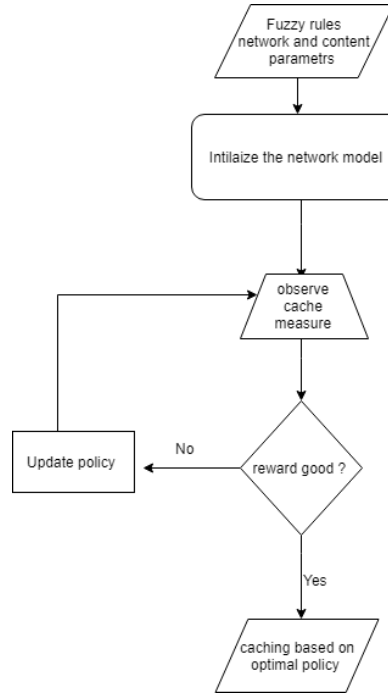 Fuzzy rules
network and content
parametrs
Intilaize the network model
observe
cache
measure
Update policy
No
reward good ?
Yes
caching based on
optimal policy